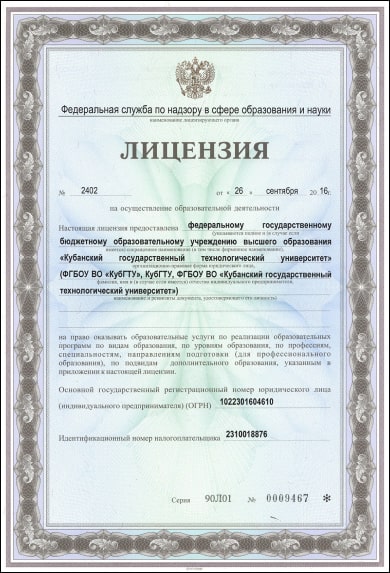 Федеральная служба по надзору в сфере образования и науки
наименование лицензирующего органа
ЛИЦЕНЗИЯ
№ 2402 от « 26 » сентября 20 16 г.
на осуществление образовательной деятельности
Настоящая лицензия предоставлена федеральному государственному
(указываются полное и (в случае если
бюджетному образовательному учреждению высшего образования
имеется) сокращенное наименование (в том числе фирменное наименование),
«Кубанский государственный технологический университет»
организационно-правовая форма юридического лица,
(ФГБОУ ВО «КубГТУ», КубГТУ, ФГБОУ ВО «Кубанский государственный
фамилия, имя и (в случае если имеется) отчество индивидуального предпринимателя,
технологический университет»)
наименование и реквизиты документа, удостоверяющего его личность)
на право оказывать образовательные услуги по реализации образовательных
программ по видам образования, по уровням образования, по профессиям,
специальностям, направлениям подготовки (для профессионального
образования), по подвидам дополнительного образования, указанным в
приложении к настоящей лицензии.
Основной государственный регистрационный номер юридического лица
(индивидуального предпринимателя) (ОГРН) 1022301604610
Идентификационный номер налогоплательщика 2310018876
Серия 90Л01 № 0009467 *